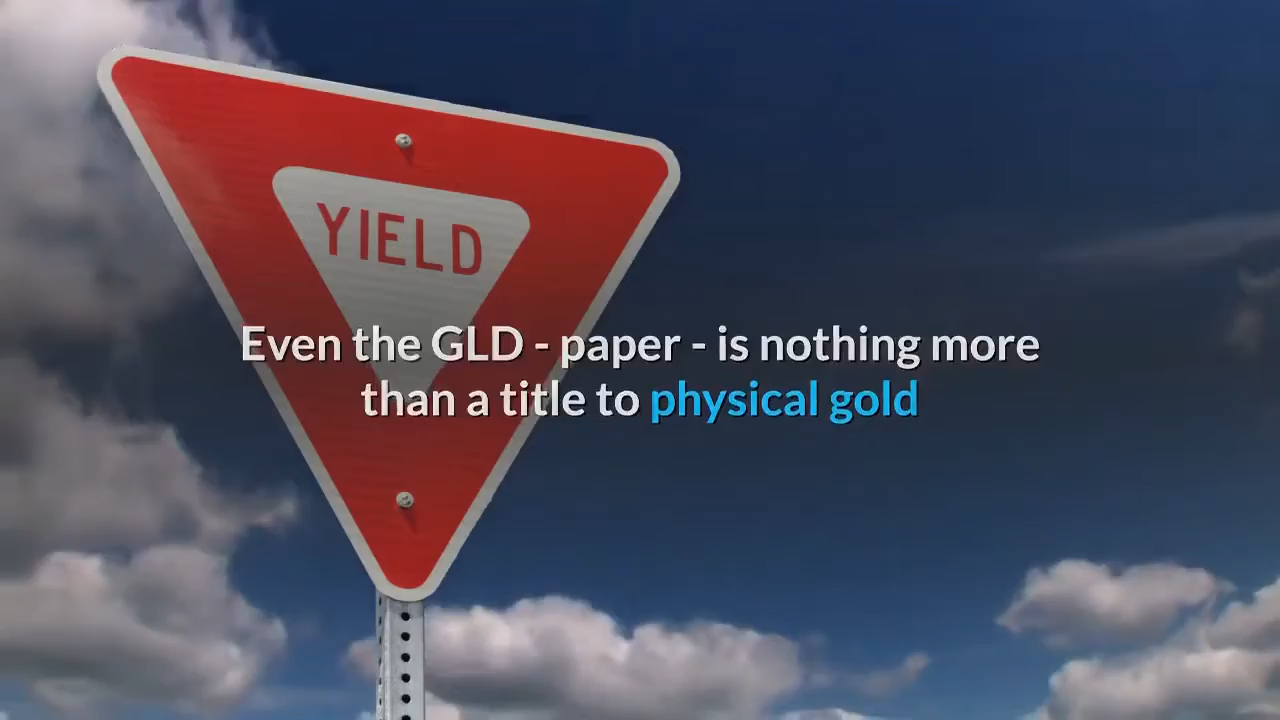 YIELD
Even the GLD - paper - is nothing more
than a title to physical gold